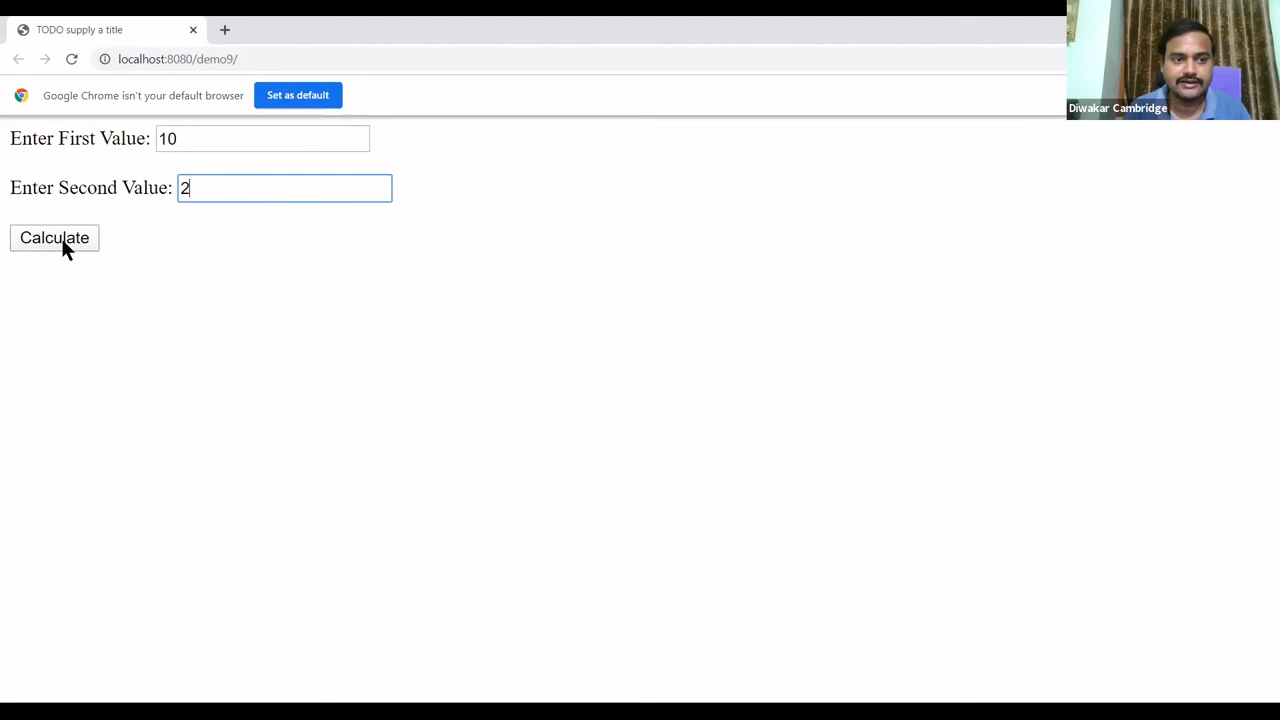 TODO supply a title
localhost:8080/demo9/
Google Chrome isn't your default browser
Set as default
Diwakar Cambridge
Enter First Value: 10
Enter Second Value: 2
Calculate